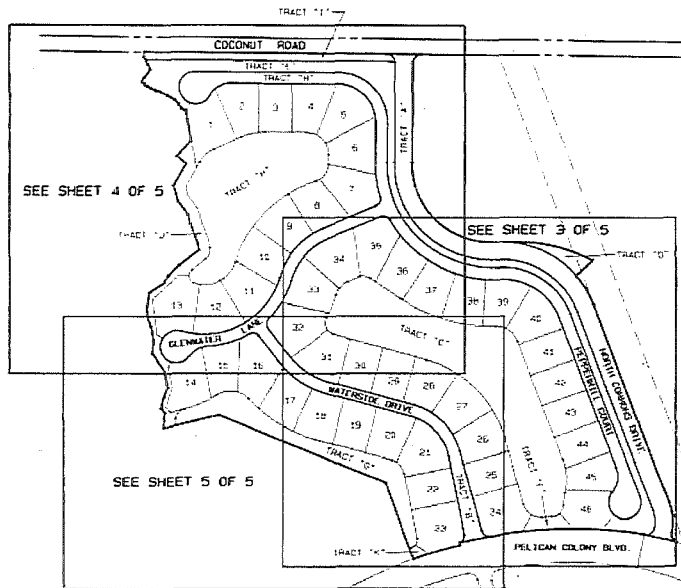 TRACT "I"
COCONUT ROAD
TRACT "E"
TRACT "H"
TRACT "A"
1
2
3
4
5
6
7
8
9
10
11
12
13
SEE SHEET 4 OF 5
TRACT "J"
SEE SHEET 3 OF 5
TRACT "D"
GLENWATER LANE
14
15
16
17
18
19
20
21
22
23
24
25
26
27
28
29
30
31
32
33
34
35
36
37
38
39
40
41
42
43
44
45
46
TRACT "C"
WATERSIDE DRIVE
PEPPERMILL COURT
NORTH COMMONS DRIVE
SEE SHEET 5 OF 5
TRACT "G"
TRACT "B"
TRACT "K"
PELICAN COLONY BLVD.